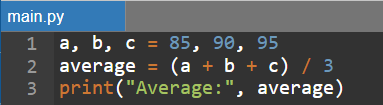 main.py
1 a, b, c = 85, 90, 95
2 average = (a + b + c) / 3
3 print("Average:", average)